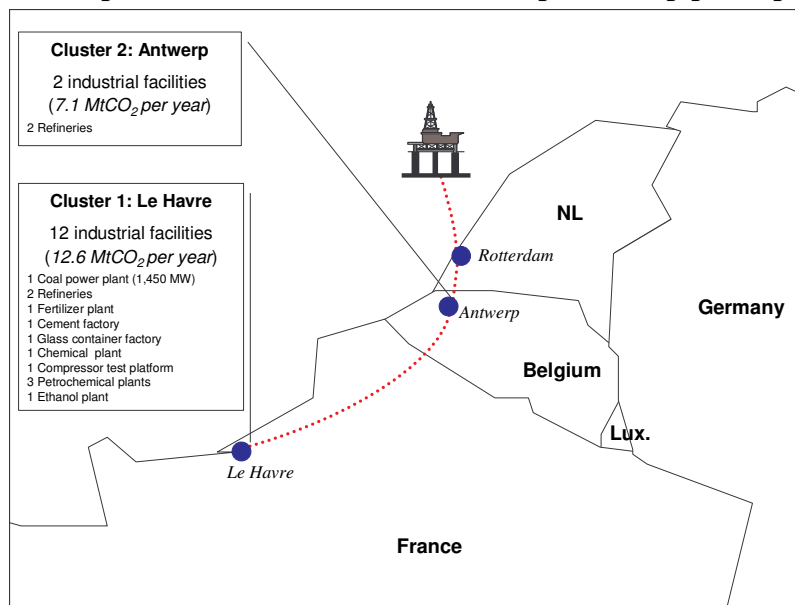 Cluster 2: Antwerp
2 industrial facilities
(7.1 MtCO2 per year)
2 Refineries
Cluster 1: Le Havre
12 industrial facilities
(12.6 MtCO2 per year)
1 Coal power plant (1,450 MW)
2 Refineries
1 Fertilizer plant
1 Cement factory
1 Glass container factory
1 Chemical plant
1 Compressor test platform
3 Petrochemical plants
1 Ethanol plant
NL
Rotterdam
Germany
Antwerp
Belgium
Lux.
Le Havre
France